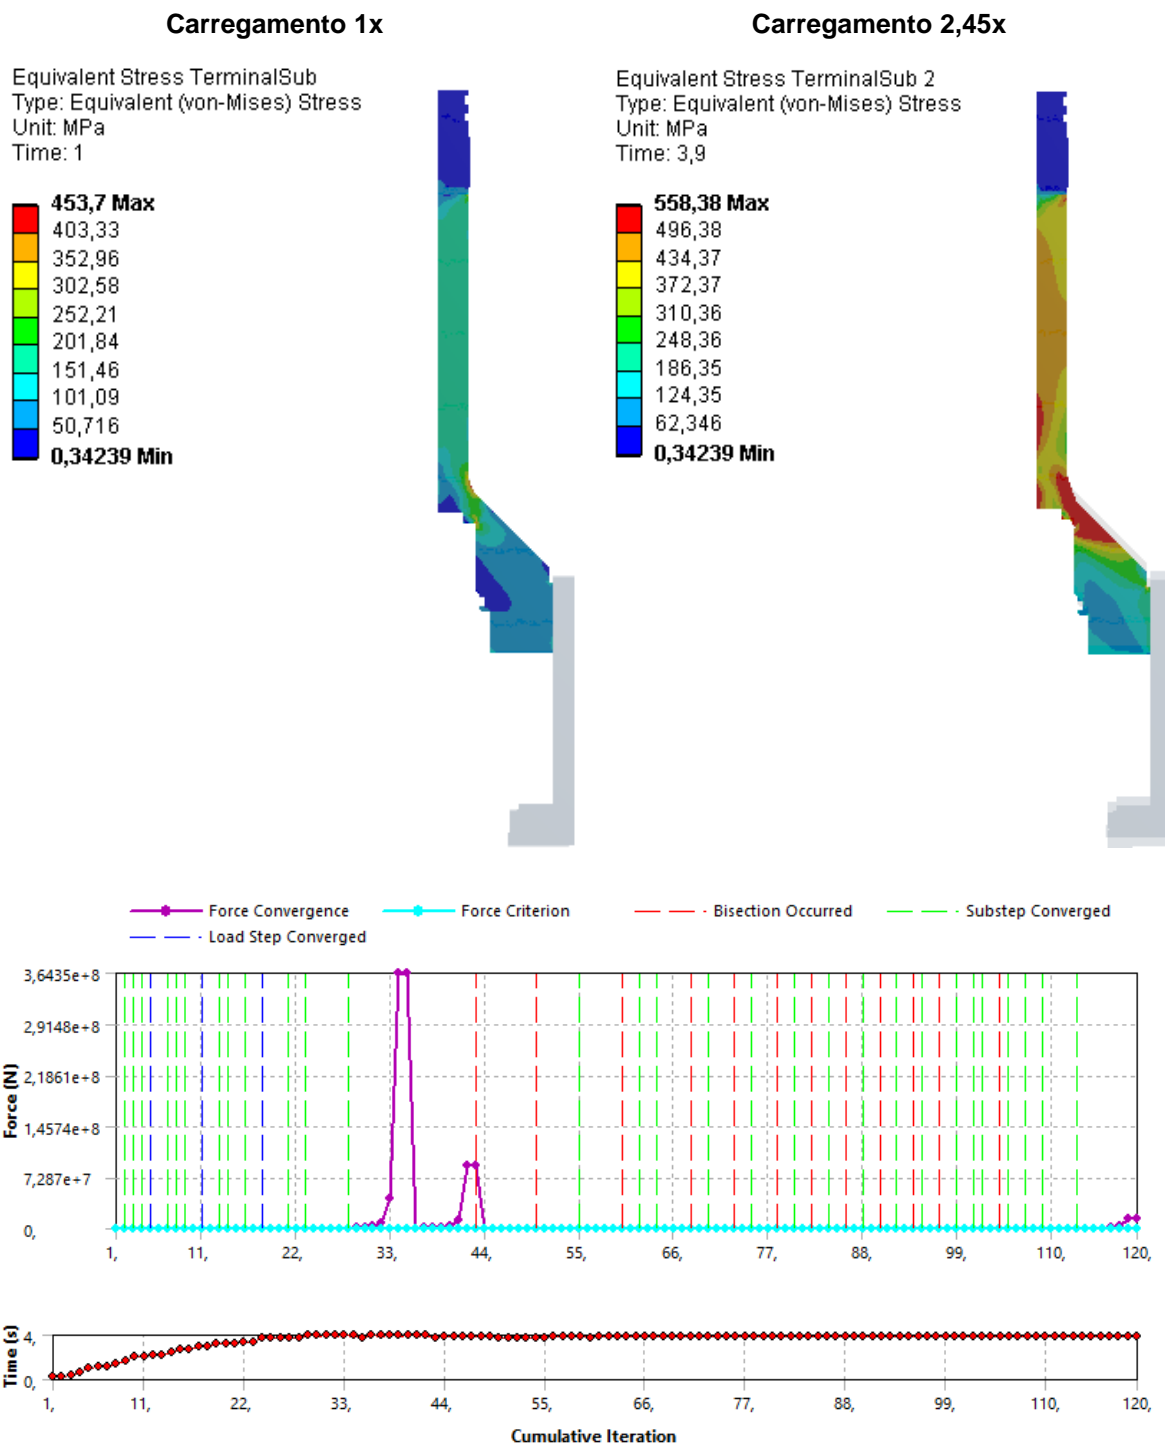 Carregamento 1x
Carregamento 2,45x
Equivalent Stress TerminalSub
Type: Equivalent (von-Mises) Stress
Unit: MPa
Time: 1
453,7 Max
403,33
352,96
302,58
252,21
201,84
151,46
101,09
50,716
0,34239 Min
Equivalent Stress TerminalSub 2
Type: Equivalent (von-Mises) Stress
Unit: MPa
Time: 3,9
558,38 Max
496,38
434,37
372,37
310,36
248,36
186,35
124,35
62,346
0,34239 Min
Force Convergence
Force Criterion
Bisection Occurred
Substep Converged
Load Step Converged
Force (N)
3,6435e+8
2,9148e+8
2,1861e+8
1,4574e+8
7,287e+7
0,
1, 11, 22, 33, 44, 55, 66, 77, 88, 99, 110, 120,
Time (s)
4,
0,
1, 11, 22, 33, 44, 55, 66, 77, 88, 99, 110, 120,
Cumulative Iteration